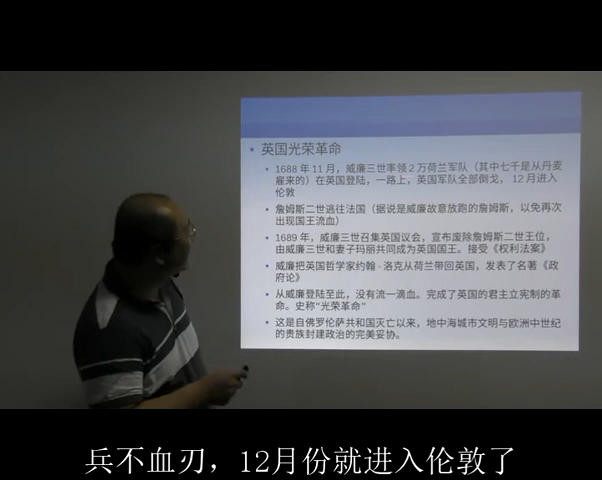 • 英国光荣革命
• 1688 年 11 月，威廉三世率领 2 万荷兰军队（其中七千是从丹麦
雇来的）在英国登陆，一路上，英国军队全部倒戈， 12 月进入
伦敦
• 詹姆斯二世逃往法国（据说是威廉故意放跑的詹姆斯，以免再次
出现国王流血）
• 1689 年，威廉三世召集英国议会，宣布废除詹姆斯二世王位，
由威廉三世和妻子玛丽共同成为英国国王。接受《权利法案》
• 威廉把英国哲学家约翰 - 洛克从荷兰带回英国，发表了名著《政
府论》
• 从威廉登陆至此，没有流一滴血。完成了英国的君主立宪制的革
命。史称“光荣革命”
• 这是自佛罗伦萨共和国灭亡以来，地中海城市文明与欧洲中世纪
的贵族封建政治的完美妥协。
兵不血刃，12月份就进入伦敦了